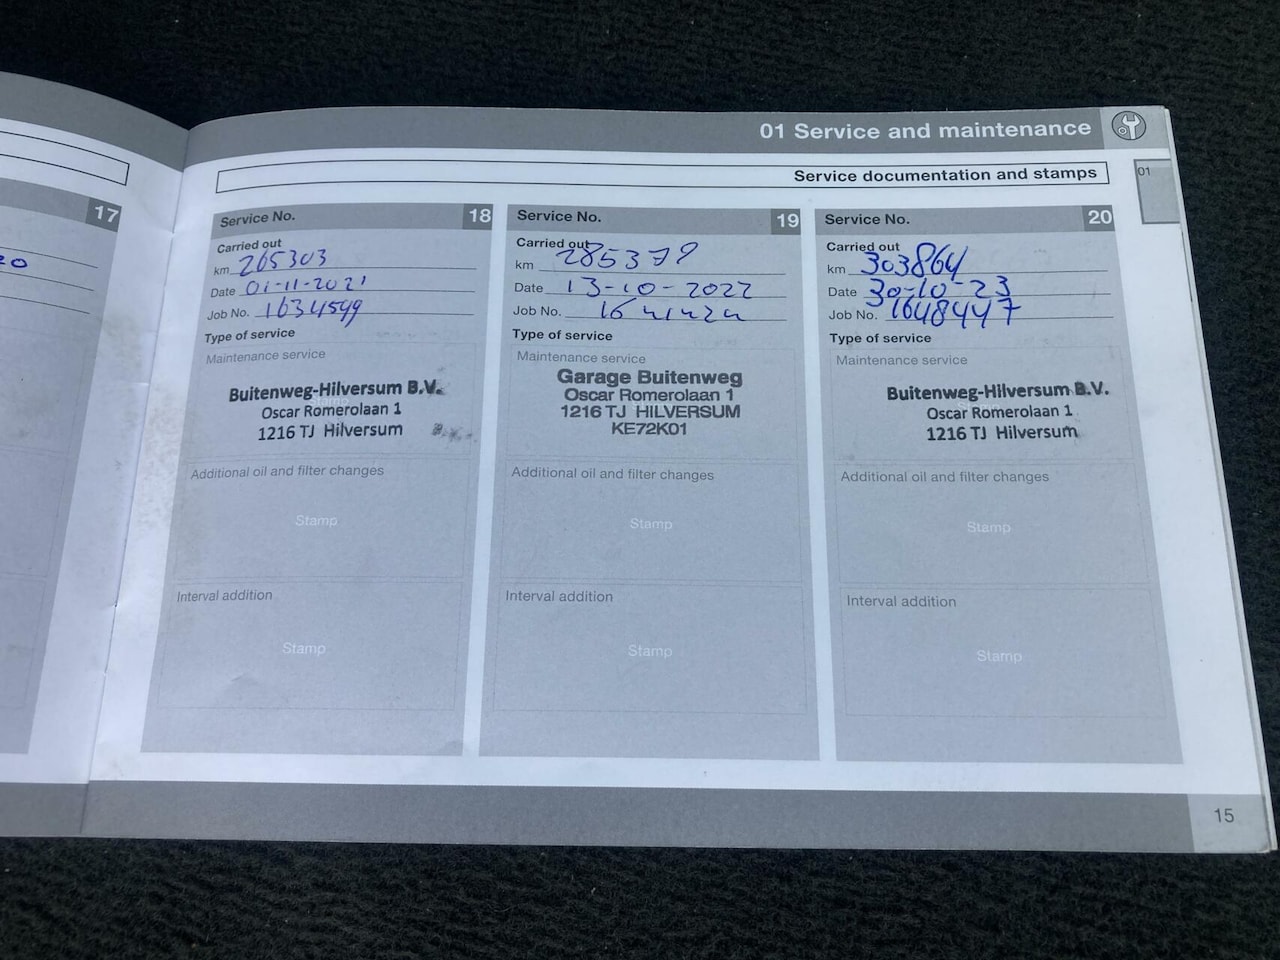 01 Service and maintenance
01
Service documentation and stamps
17
20
Service No. 18
Carried out
km 265303
Date 01-11-2021
Job No. 1634599
Type of service
Maintenance service
Buitenweg-Hilversum B.V.
Oscar Romerolaan 1
1216 TJ Hilversum
Additional oil and filter changes
Stamp
Interval addition
Stamp
Service No. 19
Carried out
km 285379
Date 13-10-2022
Job No.
Type of service
Maintenance service
Garage Buitenweg
Oscar Romerolaan 1
1216 TJ HILVERSUM
KE72K01
Additional oil and filter changes
Stamp
Interval addition
Stamp
Service No. 20
Carried out
km 303864
Date 30-10-23
Job No. 1648447
Type of service
Maintenance service
Buitenweg-Hilversum B.V.
Oscar Romerolaan 1
1216 TJ Hilversum
Additional oil and filter changes
Stamp
Interval addition
Stamp
15